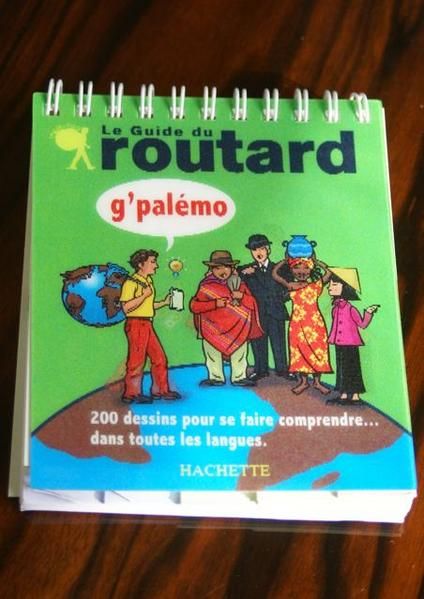 Le Guide du
routard
g'palémo
200 dessins pour se faire comprendre...
dans toutes les langues.
HACHETTE